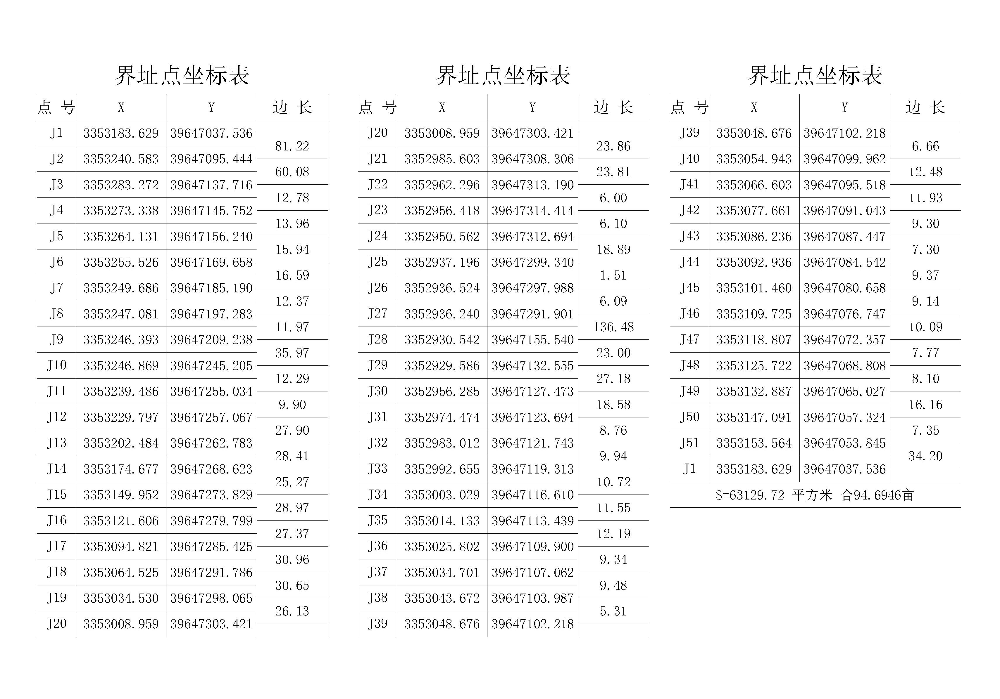 界址点坐标表
点 号 X Y 边 长
J1 3353183.629 39647037.536
81.22
J2 3353240.583 39647095.444
60.08
J3 3353283.272 39647137.716
12.78
J4 3353273.338 39647145.752
13.96
J5 3353264.131 39647156.240
15.94
J6 3353255.526 39647169.658
16.59
J7 3353249.686 39647185.190
12.37
J8 3353247.081 39647197.283
11.97
J9 3353246.393 39647209.238
35.97
J10 3353246.869 39647245.205
12.29
J11 3353239.486 39647255.034
9.90
J12 3353229.797 39647257.067
27.90
J13 3353202.484 39647262.783
28.41
J14 3353174.677 39647268.623
25.27
J15 3353149.952 39647273.829
28.97
J16 3353121.606 39647279.799
27.37
J17 3353094.821 39647285.425
30.96
J18 3353064.525 39647291.786
30.65
J19 3353034.530 39647298.065
26.13
J20 3353008.959 39647303.421
界址点坐标表
点 号 X Y 边 长
J20 3353008.959 39647303.421
23.86
J21 3352985.603 39647308.306
23.81
J22 3352962.296 39647313.190
6.00
J23 3352956.418 39647314.414
6.10
J24 3352950.562 39647312.694
18.89
J25 3352937.196 39647299.340
1.51
J26 3352936.524 39647297.988
6.09
J27 3352936.240 39647291.901
136.48
J28 3352930.542 39647155.540
23.00
J29 3352929.586 39647132.555
27.18
J30 3352956.285 39647127.473
18.58
J31 3352974.474 39647123.694
8.76
J32 3352983.012 39647121.743
9.94
J33 3352992.655 39647119.313
10.72
J34 3353003.029 39647116.610
11.55
J35 3353014.133 39647113.439
12.19
J36 3353025.802 39647109.900
9.34
J37 3353034.701 39647107.062
9.48
J38 3353043.672 39647103.987
5.31
J39 3353048.676 39647102.218
界址点坐标表
点 号 X Y 边 长
J39 3353048.676 39647102.218
6.66
J40 3353054.943 39647099.962
12.48
J41 3353066.603 39647095.518
11.93
J42 3353077.661 39647091.043
9.30
J43 3353086.236 39647087.447
7.30
J44 3353092.936 39647084.542
9.37
J45 3353101.460 39647080.658
9.14
J46 3353109.725 39647076.747
10.09
J47 3353118.807 39647072.357
7.77
J48 3353125.722 39647068.808
8.10
J49 3353132.887 39647065.027
16.16
J50 3353147.091 39647057.324
7.35
J51 3353153.564 39647053.845
34.20
J1 3353183.629 39647037.536
S=63129.72 平方米 合94.6946亩